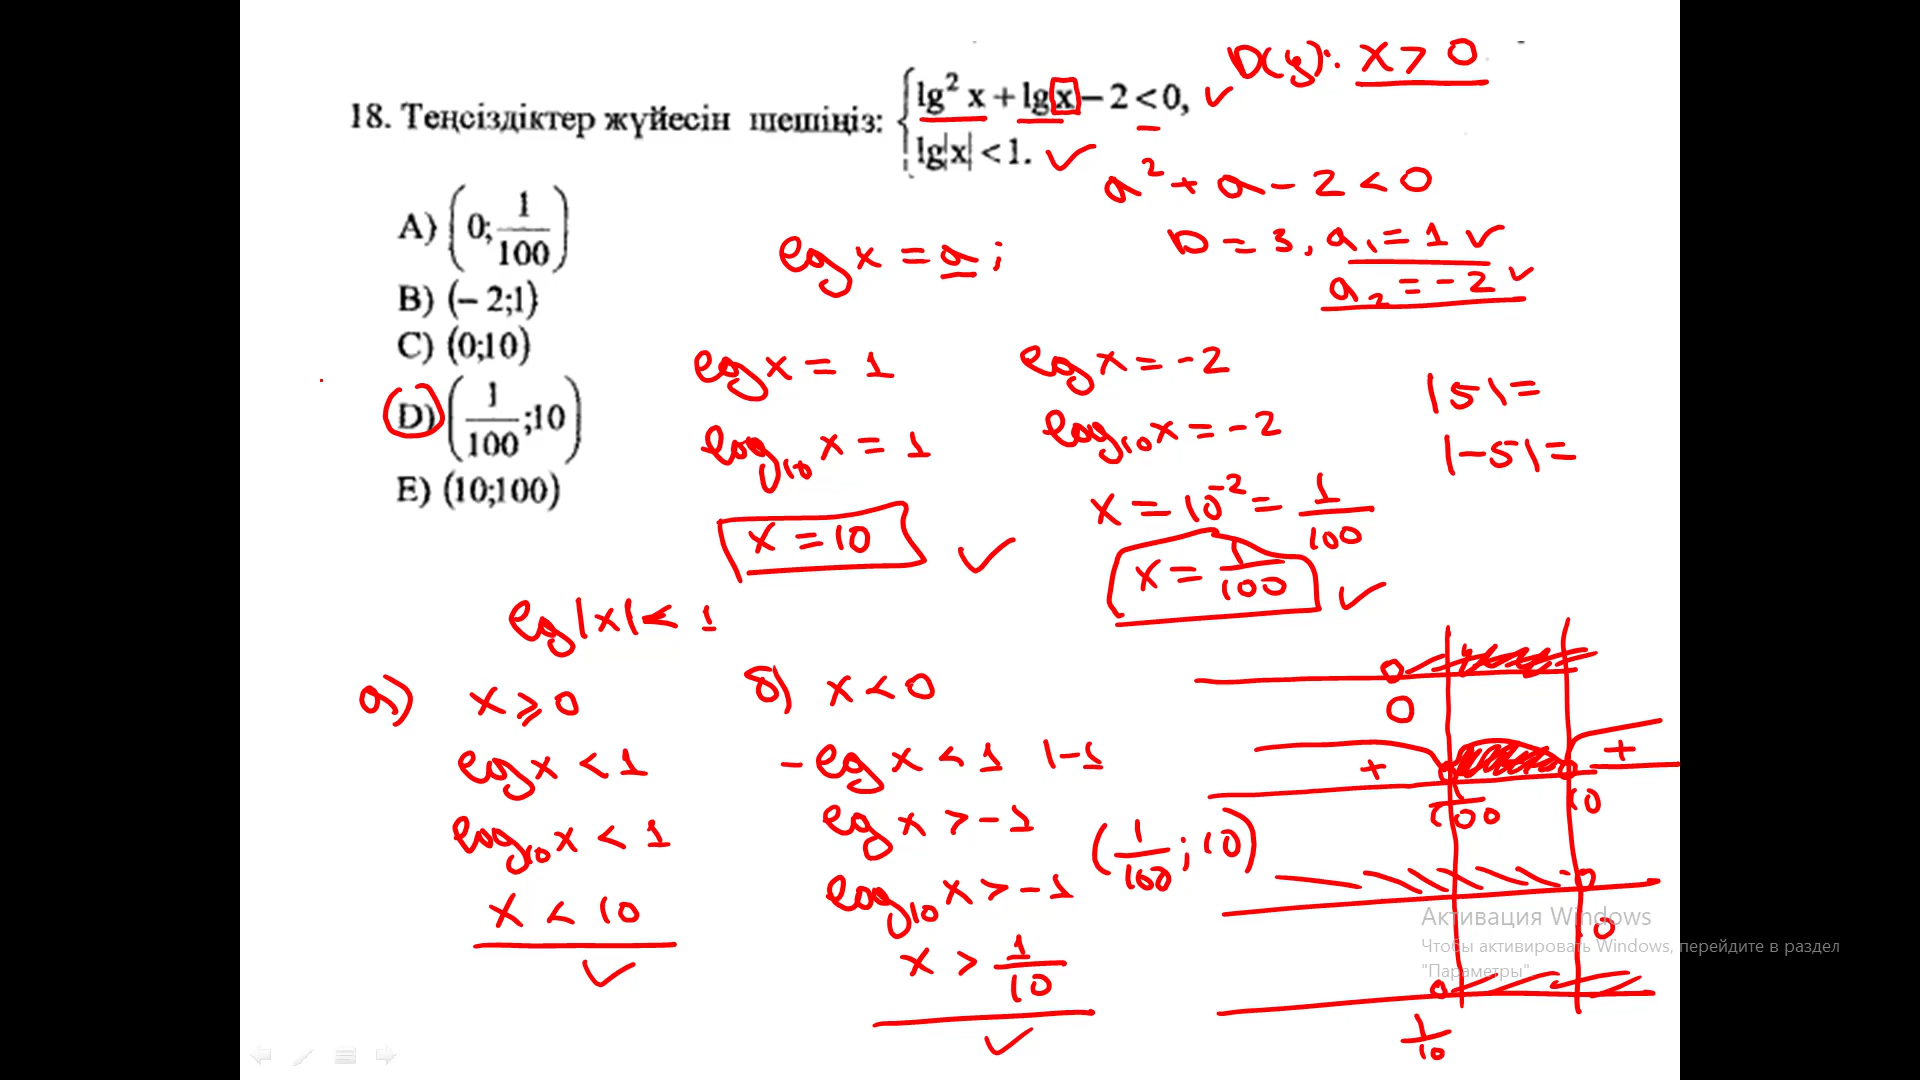 D(y): x > 0
18. Теңсіздіктер жүйесін шешіңіз: { lg² x + lg x − 2 < 0,
lg|x| < 1.
a² + a − 2 < 0
A) (0; 1/100)
lg x = a ;
D = 3, a₁ = 1
a₂ = −2
B) (− 2;1)
C) (0;10)
D) (1/100 ;10)
E) (10;100)
lg x = 1
log₁₀ x = 1
x = 10
lg x = −2
log₁₀ x = −2
x = 10⁻² = 1/100
x = 1/100
|5| =
|−5| =
lg|x| < 1
а) x ⩾ 0
lg x < 1
log₁₀ x < 1
x < 10
б) x < 0
− lg x < 1 |−1
lg x > −1
log₁₀ x > −1
x > 1/10
(1/100 ; 10)
0
+ +
1/100 10
0
1/10
Активация Windows
Чтобы активировать Windows, перейдите в раздел
"Параметры"